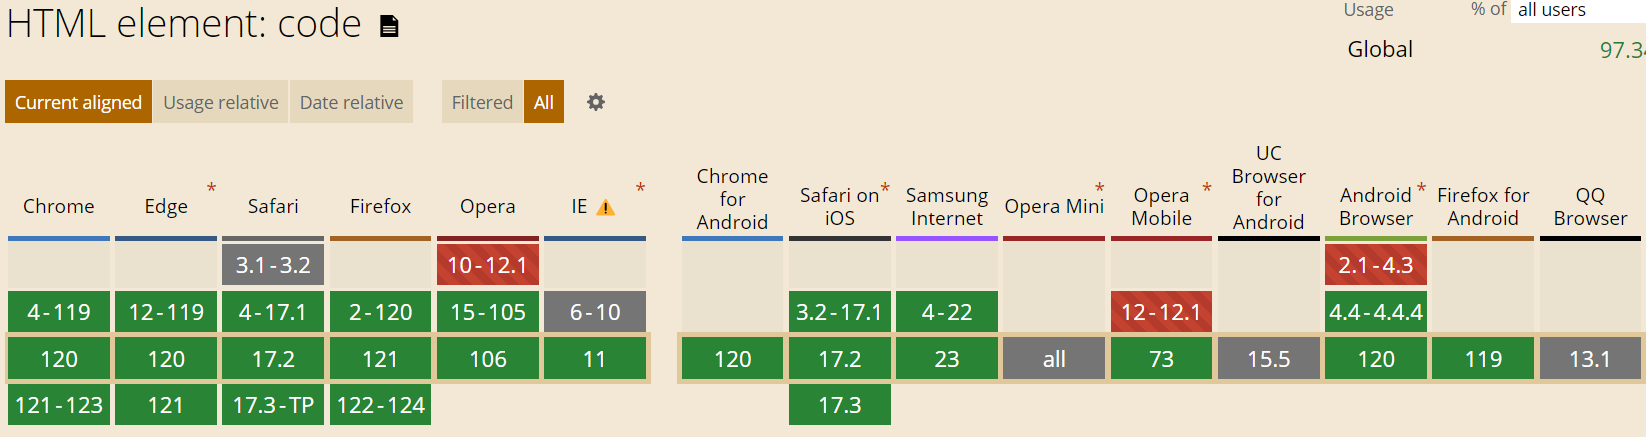 HTML element: code
Usage % of all users
Global 97.34
Current aligned Usage relative Date relative Filtered All
Chrome Edge * Safari Firefox Opera IE * Chrome for Android Safari on iOS * Samsung Internet Opera Mini * Opera Mobile * UC Browser for Android Android Browser * Firefox for Android QQ Browser
3.1-3.2 10-12.1 2.1-4.3
4-119 12-119 4-17.1 2-120 15-105 6-10 3.2-17.1 4-22 12-12.1 4.4-4.4.4
120 120 17.2 121 106 11 120 17.2 23 all 73 15.5 120 119 13.1
121-123 121 17.3-TP 122-124 17.3